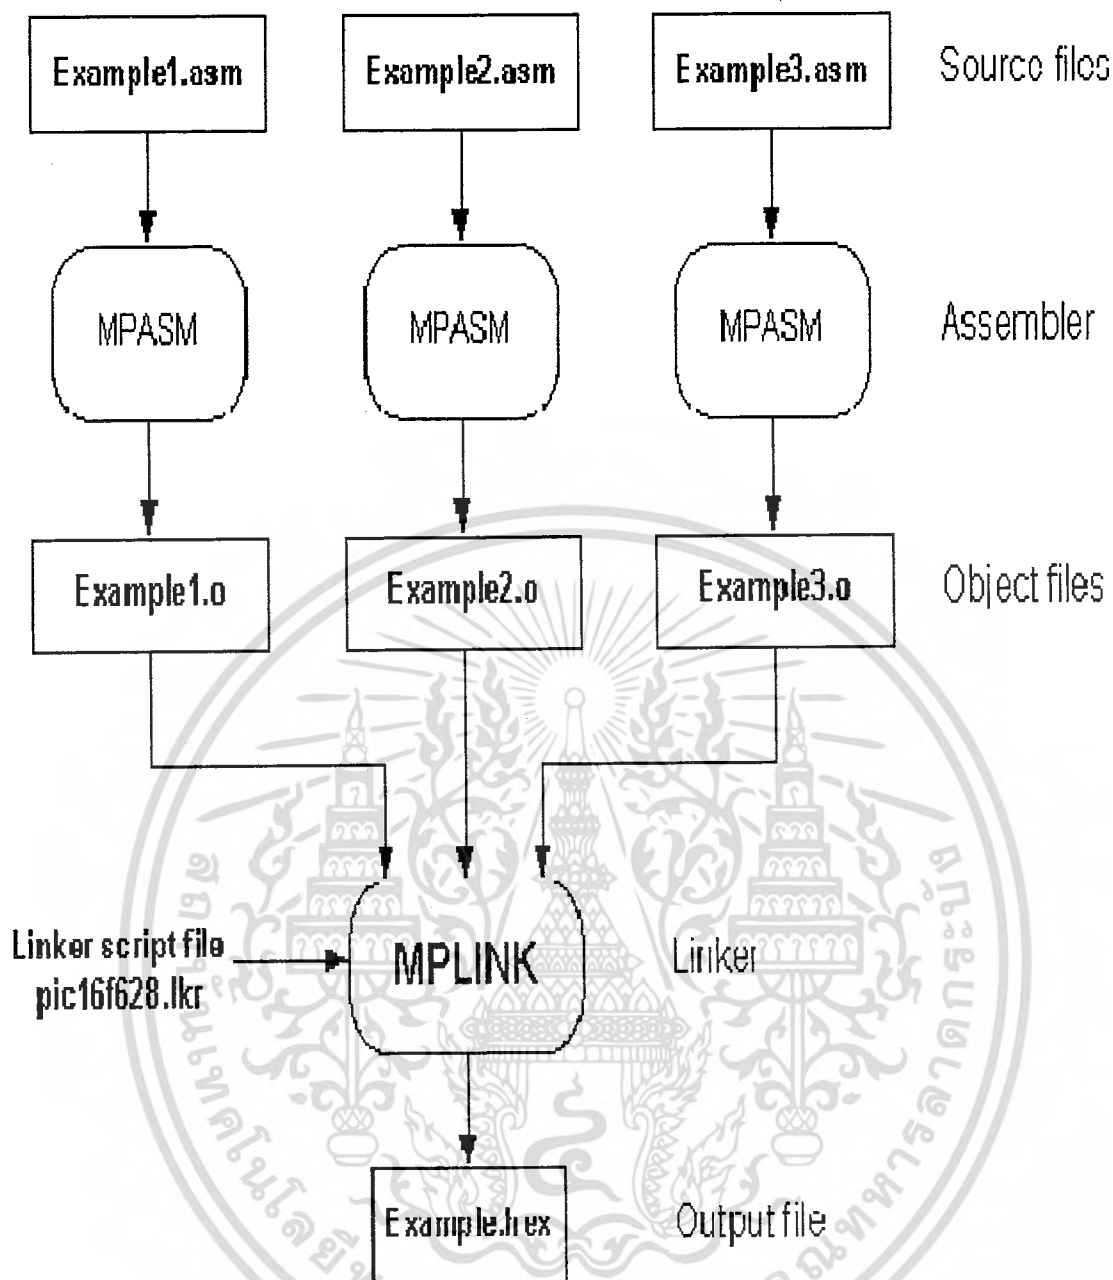 Example1.asm Example2.asm Example3.asm Source files
MPASM MPASM MPASM Assembler
Example1.o Example2.o Example3.o Object files
Linker script file
pic16f628.lkr
MPLINK Linker
Example.hex Output file